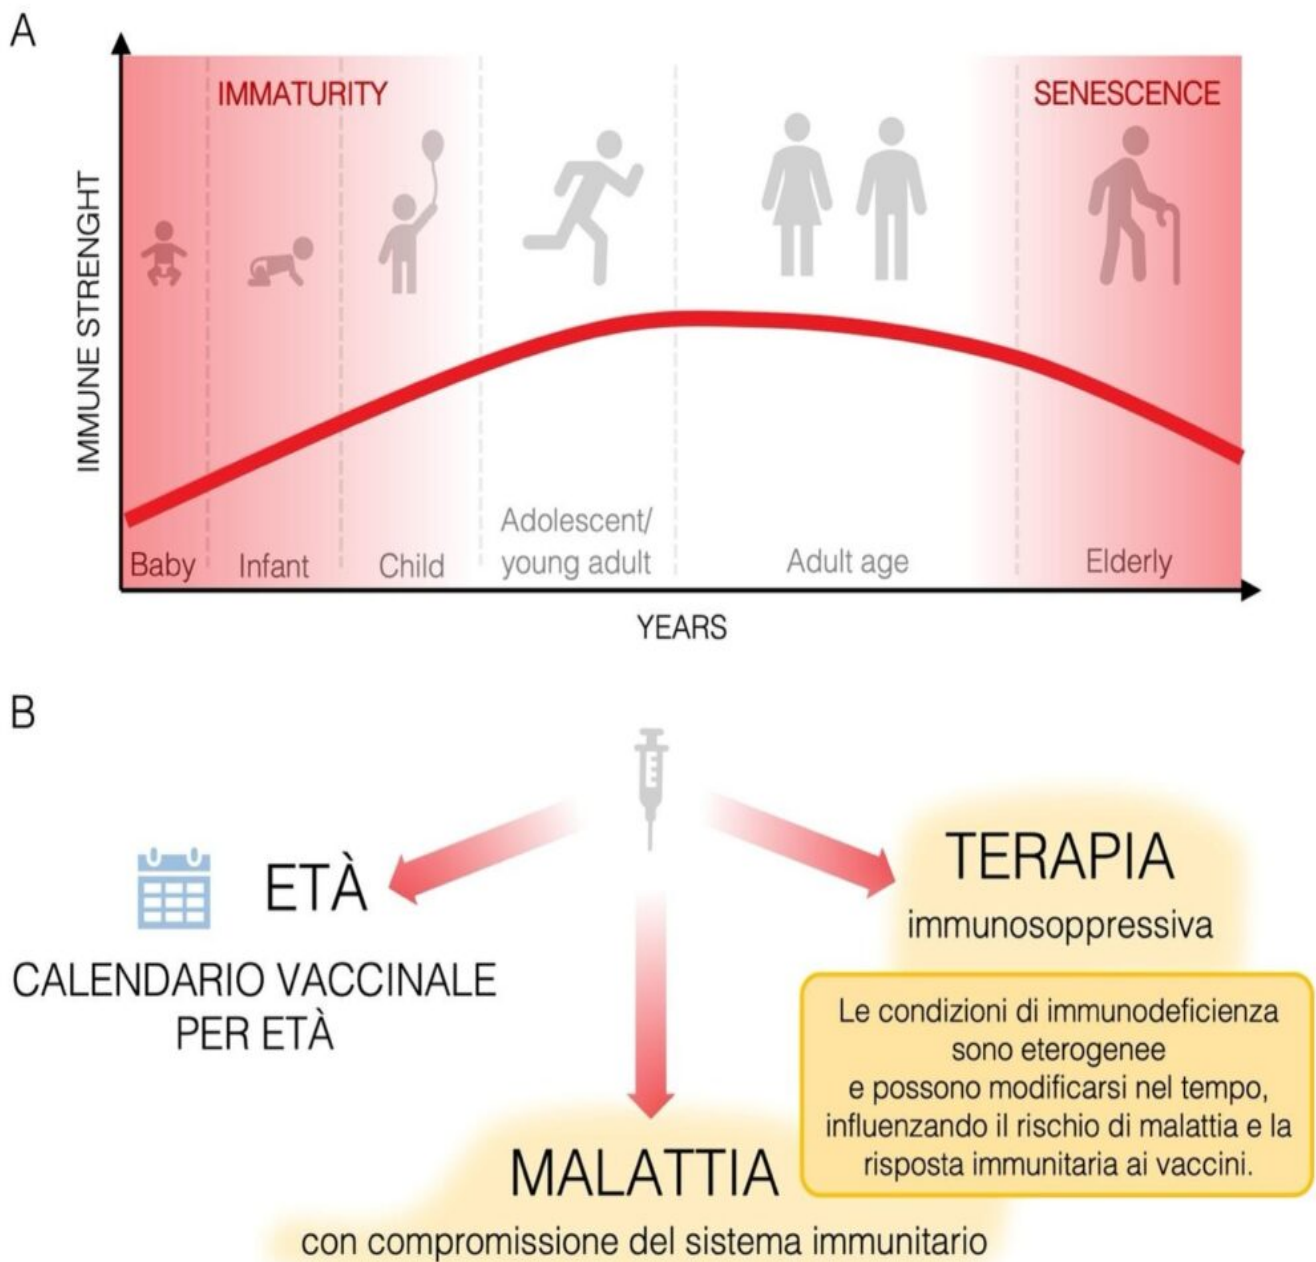 A
IMMATURITY
SENESCENCE
IMMUNE STRENGHT
Baby
Infant
Child
Adolescent/
young adult
Adult age
Elderly
YEARS
B
ETÀ
CALENDARIO VACCINALE
PER ETÀ
TERAPIA
immunosoppressiva
Le condizioni di immunodeficienza
sono eterogenee
e possono modificarsi nel tempo,
influenzando il rischio di malattia e la
risposta immunitaria ai vaccini.
MALATTIA
con compromissione del sistema immunitario